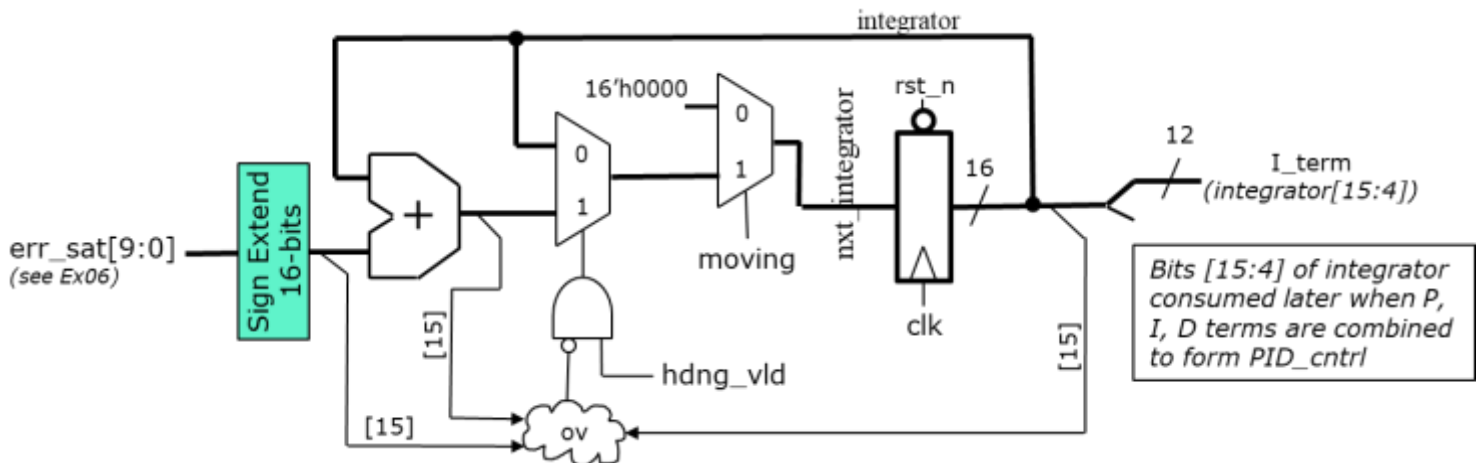 integrator
16'h0000
0
1
rst_n
nxt_integrator
0
1
+
16
12
I_term
(integrator[15:4])
Sign Extend
16-bits
err_sat[9:0]
(see Ex06)
moving
clk
[15]
[15]
[15]
hdng_vld
ov
Bits [15:4] of integrator
consumed later when P,
I, D terms are combined
to form PID_cntrl